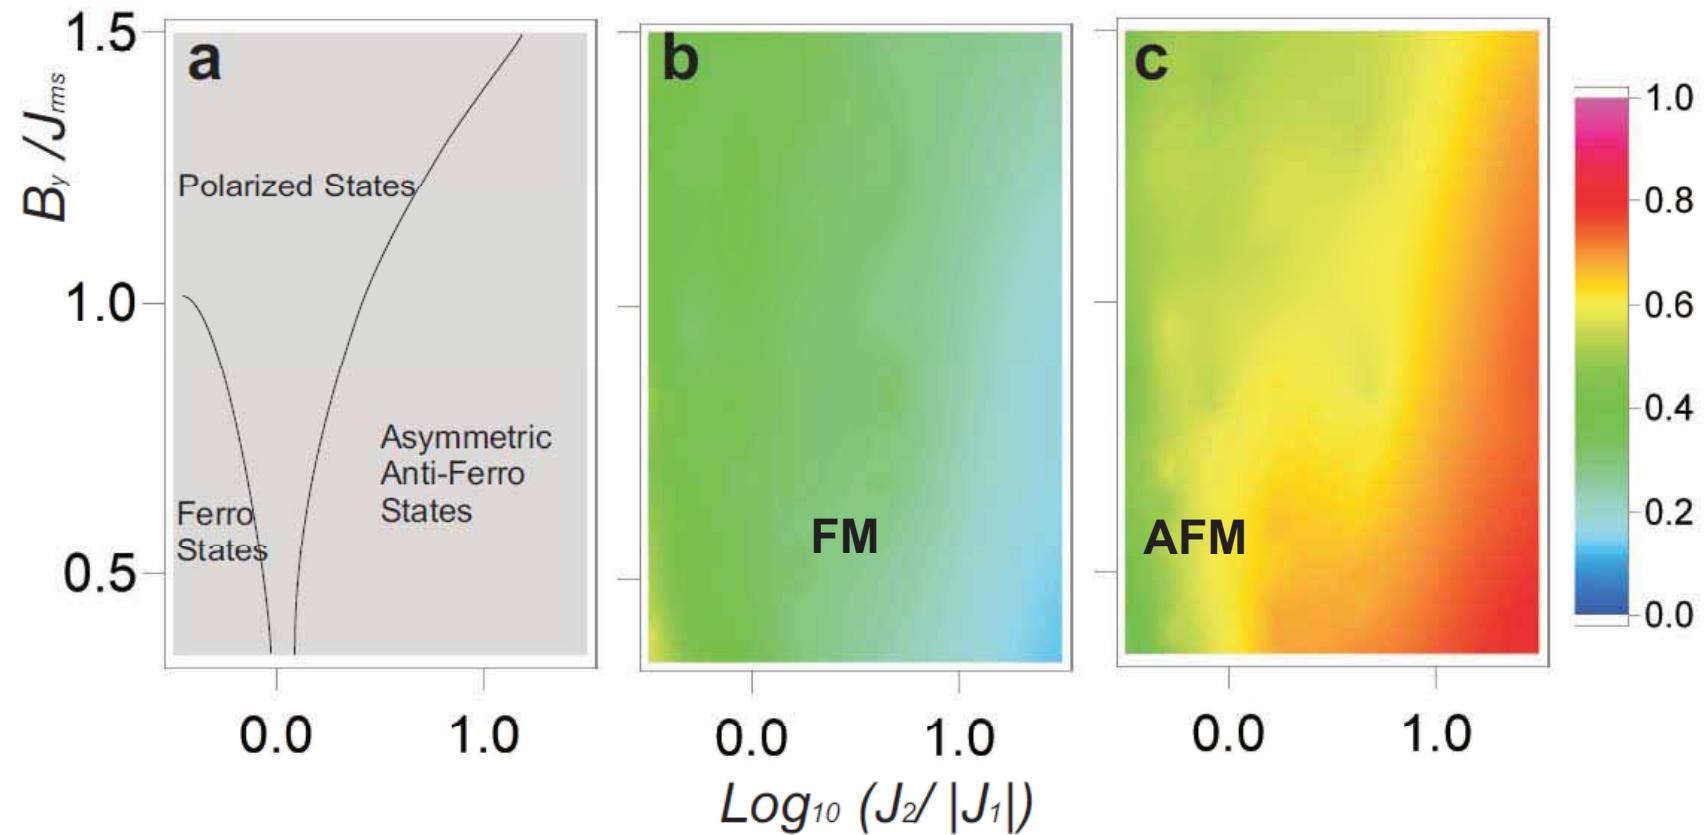 a
b
c
B_y /J_rms
1.5
1.0
0.5
Polarized States
Asymmetric
Anti-Ferro
States
Ferro
States
FM
AFM
1.0
0.8
0.6
0.4
0.2
0.0
0.0 1.0
0.0 1.0
0.0 1.0
Log₁₀ (J₂/ |J₁|)